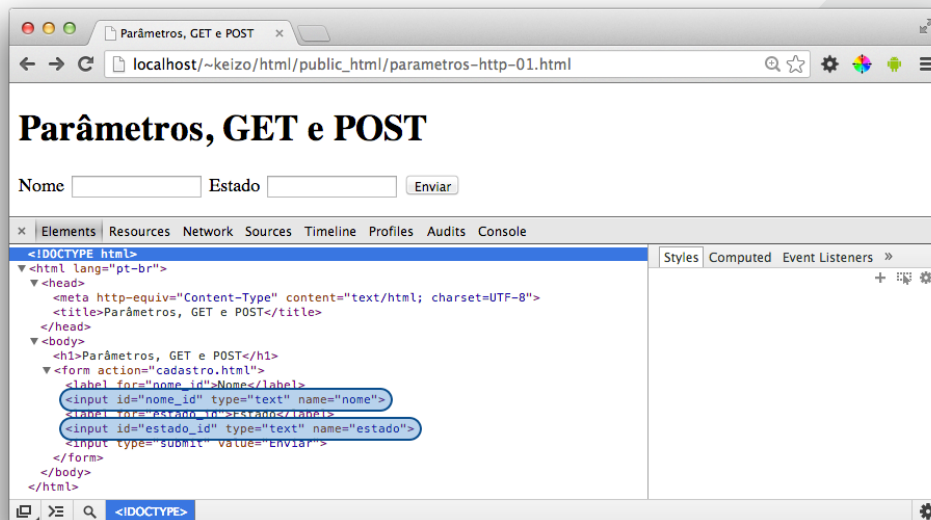 Parâmetros, GET e POST ×
localhost/~keizo/html/public_html/parametros-http-01.html
Parâmetros, GET e POST
Nome Estado Enviar
× Elements Resources Network Sources Timeline Profiles Audits Console
<!DOCTYPE html>
Styles Computed Event Listeners »
▼<html lang="pt-br">
▼<head>
<meta http-equiv="Content-Type" content="text/html; charset=UTF-8">
<title>Parâmetros, GET e POST</title>
</head>
▼<body>
<h1>Parâmetros, GET e POST</h1>
▼<form action="cadastro.html">
<label for="nome_id">Nome</label>
<input id="nome_id" type="text" name="nome">
<label for="estado_id">Estado</label>
<input id="estado_id" type="text" name="estado">
<input type="submit" value="Enviar">
</form>
</body>
</html>
<!DOCTYPE>